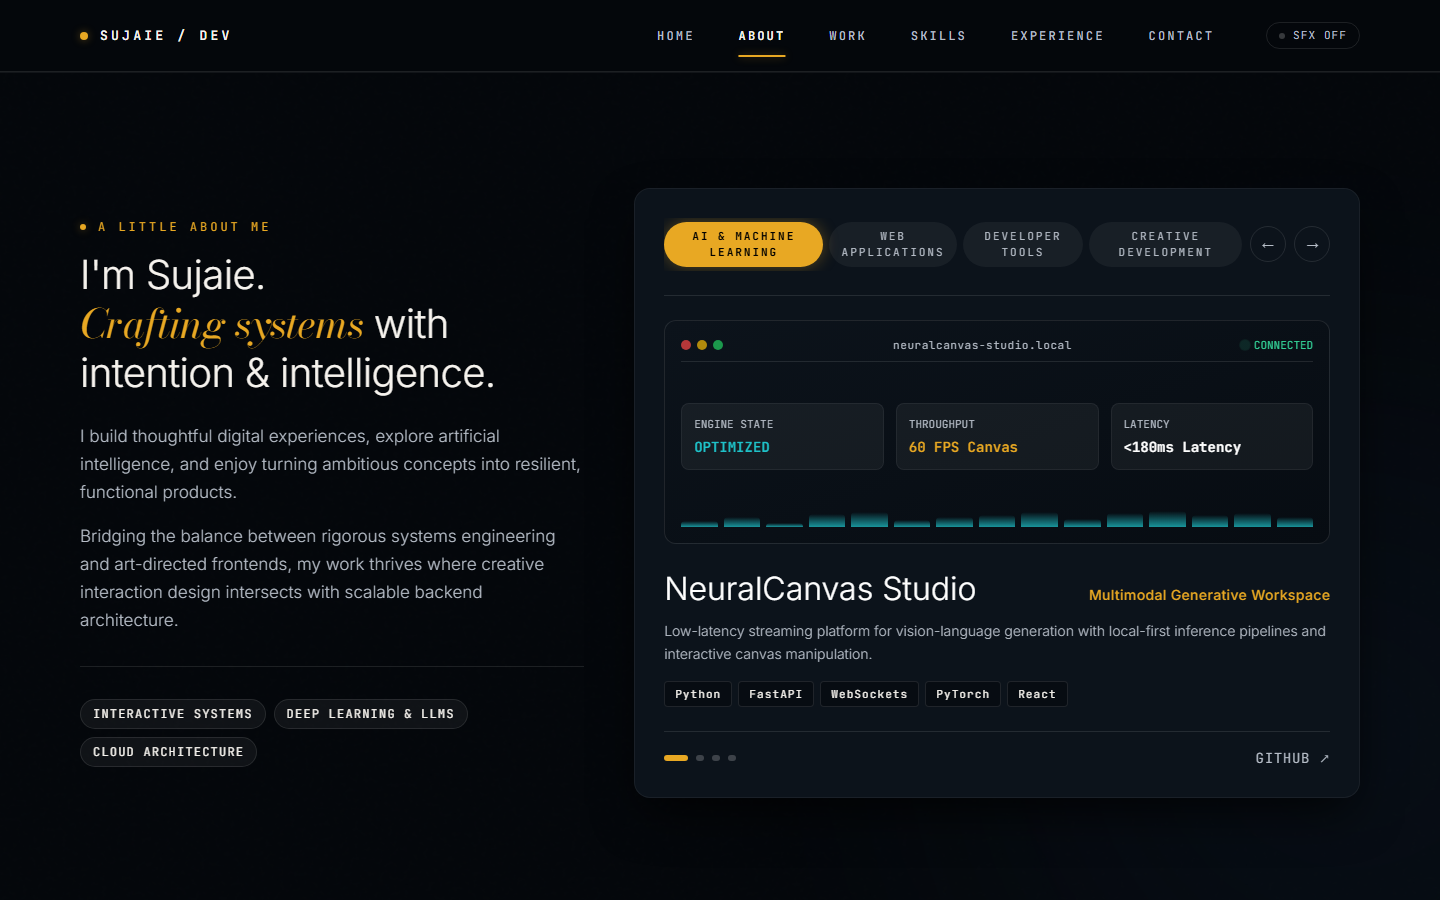 SUJAIE / DEV
HOME
ABOUT
WORK
SKILLS
EXPERIENCE
CONTACT
SFX OFF
A LITTLE ABOUT ME
I'm Sujaie.
Crafting systems with
intention & intelligence.
I build thoughtful digital experiences, explore artificial
intelligence, and enjoy turning ambitious concepts into resilient,
functional products.
Bridging the balance between rigorous systems engineering
and art-directed frontends, my work thrives where creative
interaction design intersects with scalable backend
architecture.
INTERACTIVE SYSTEMS
DEEP LEARNING & LLMS
CLOUD ARCHITECTURE
AI & MACHINE
LEARNING
WEB
APPLICATIONS
DEVELOPER
TOOLS
CREATIVE
DEVELOPMENT
← →
neuralcanvas-studio.local
CONNECTED
ENGINE STATE
OPTIMIZED
THROUGHPUT
60 FPS Canvas
LATENCY
<180ms Latency
NeuralCanvas Studio
Multimodal Generative Workspace
Low-latency streaming platform for vision-language generation with local-first inference pipelines and
interactive canvas manipulation.
Python
FastAPI
WebSockets
PyTorch
React
GITHUB ↗